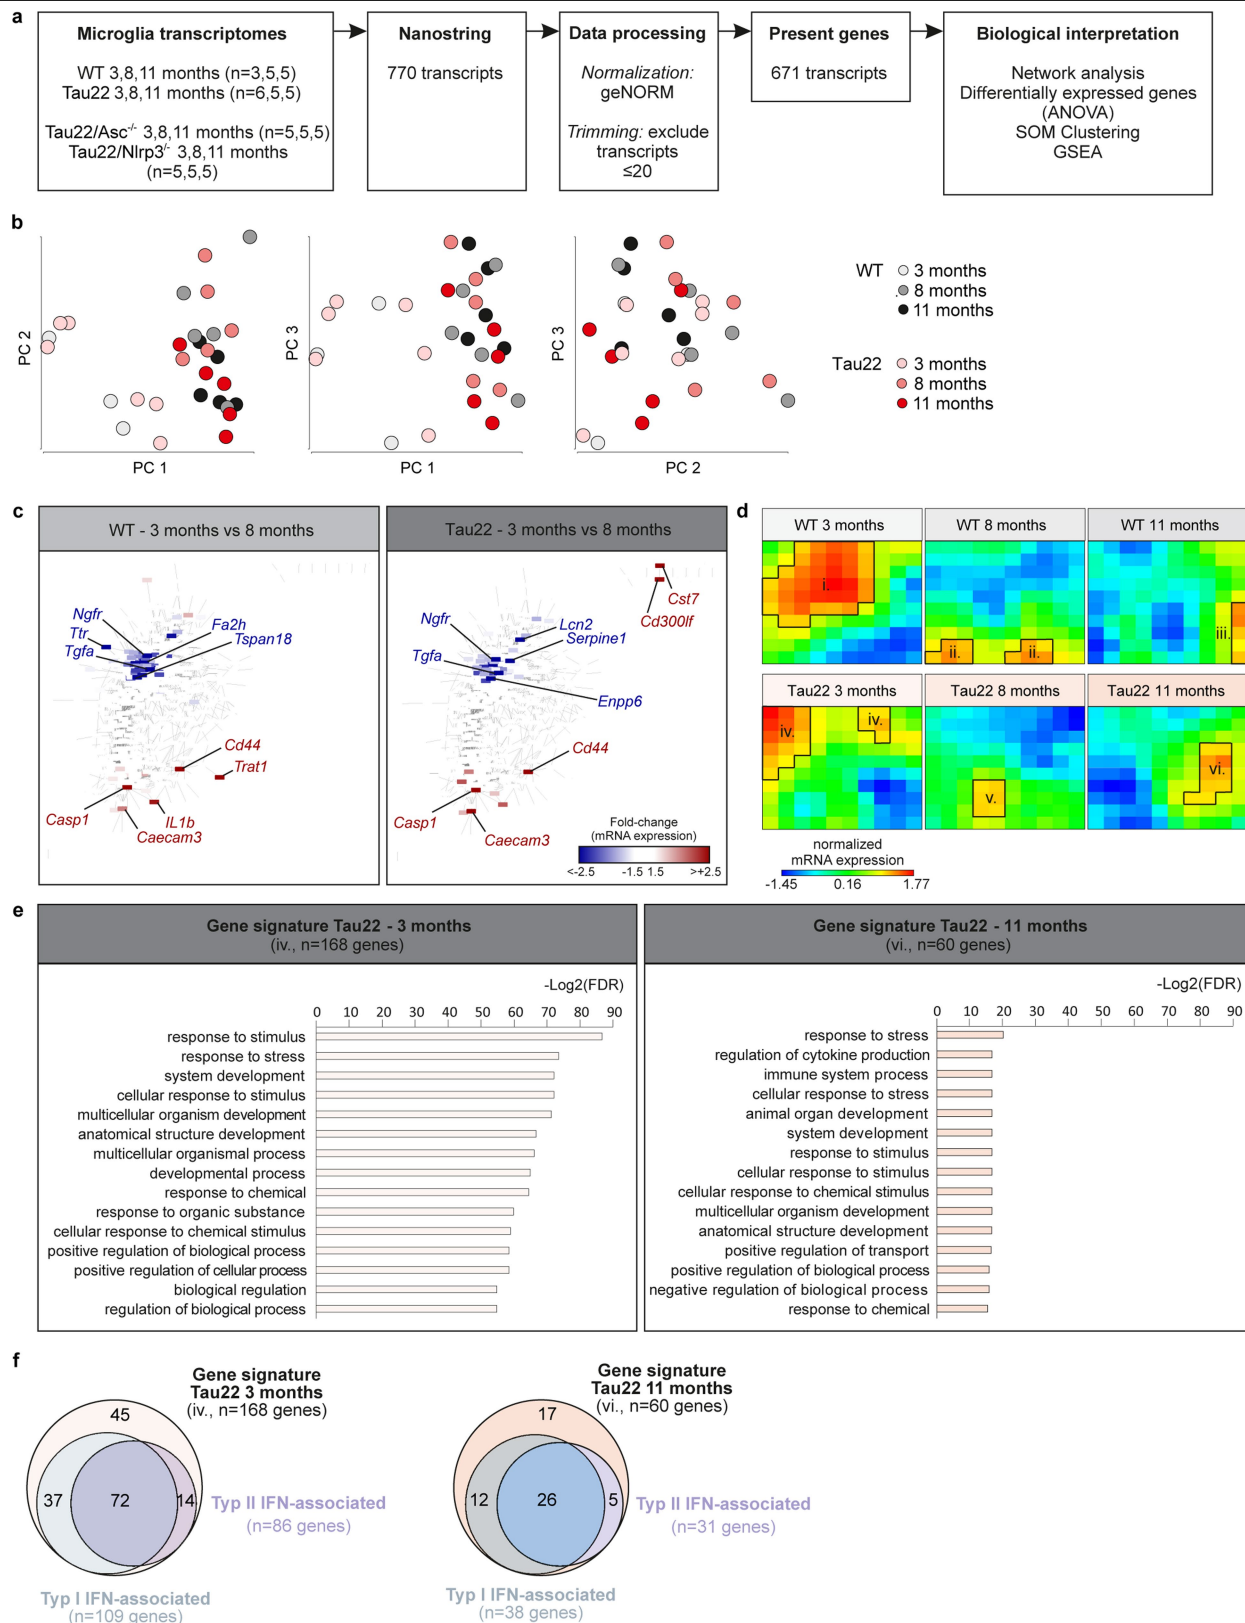 a
Microglia transcriptomes
WT 3,8,11 months (n=3,5,5)
Tau22 3,8,11 months (n=6,5,5)
Tau22/Asc-/- 3,8,11 months (n=5,5,5)
Tau22/Nlrp3/- 3,8,11 months
(n=5,5,5)
Nanostring
770 transcripts
Data processing
Normalization:
geNORM
Trimming: exclude
transcripts
≤20
Present genes
671 transcripts
Biological interpretation
Network analysis
Differentially expressed genes
(ANOVA)
SOM Clustering
GSEA
b
PC 2
PC 1
PC 3
PC 1
PC 3
PC 2
WT
3 months
8 months
11 months
Tau22
3 months
8 months
11 months
c
WT - 3 months vs 8 months
Ngfr
Ttr
Tgfa
Fa2h
Tspan18
Cd44
Trat1
Casp1
IL1b
Caecam3
Tau22 - 3 months vs 8 months
Cst7
Cd300lf
Ngfr
Lcn2
Serpine1
Tgfa
Enpp6
Cd44
Casp1
Caecam3
Fold-change
(mRNA expression)
<-2.5 -1.5 1.5 >+2.5
d
WT 3 months
WT 8 months
WT 11 months
i.
ii.
ii.
iii.
Tau22 3 months
Tau22 8 months
Tau22 11 months
iv.
iv.
v.
vi.
normalized
mRNA expression
-1.45 0.16 1.77
e
Gene signature Tau22 - 3 months
(iv., n=168 genes)
-Log2(FDR)
0 10 20 30 40 50 60 70 80 90
response to stimulus
response to stress
system development
cellular response to stimulus
multicellular organism development
anatomical structure development
multicellular organismal process
developmental process
response to chemical
response to organic substance
cellular response to chemical stimulus
positive regulation of biological process
positive regulation of cellular process
biological regulation
regulation of biological process
Gene signature Tau22 - 11 months
(vi., n=60 genes)
-Log2(FDR)
0 10 20 30 40 50 60 70 80 90
response to stress
regulation of cytokine production
immune system process
cellular response to stress
animal organ development
system development
response to stimulus
cellular response to stimulus
cellular response to chemical stimulus
multicellular organism development
anatomical structure development
positive regulation of transport
positive regulation of biological process
negative regulation of biological process
response to chemical
f
Gene signature
Tau22 3 months
(iv., n=168 genes)
45
37
72
14
Typ II IFN-associated
(n=86 genes)
Typ I IFN-associated
(n=109 genes)
Gene signature
Tau22 11 months
(vi., n=60 genes)
17
12
26
5
Typ II IFN-associated
(n=31 genes)
Typ I IFN-associated
(n=38 genes)